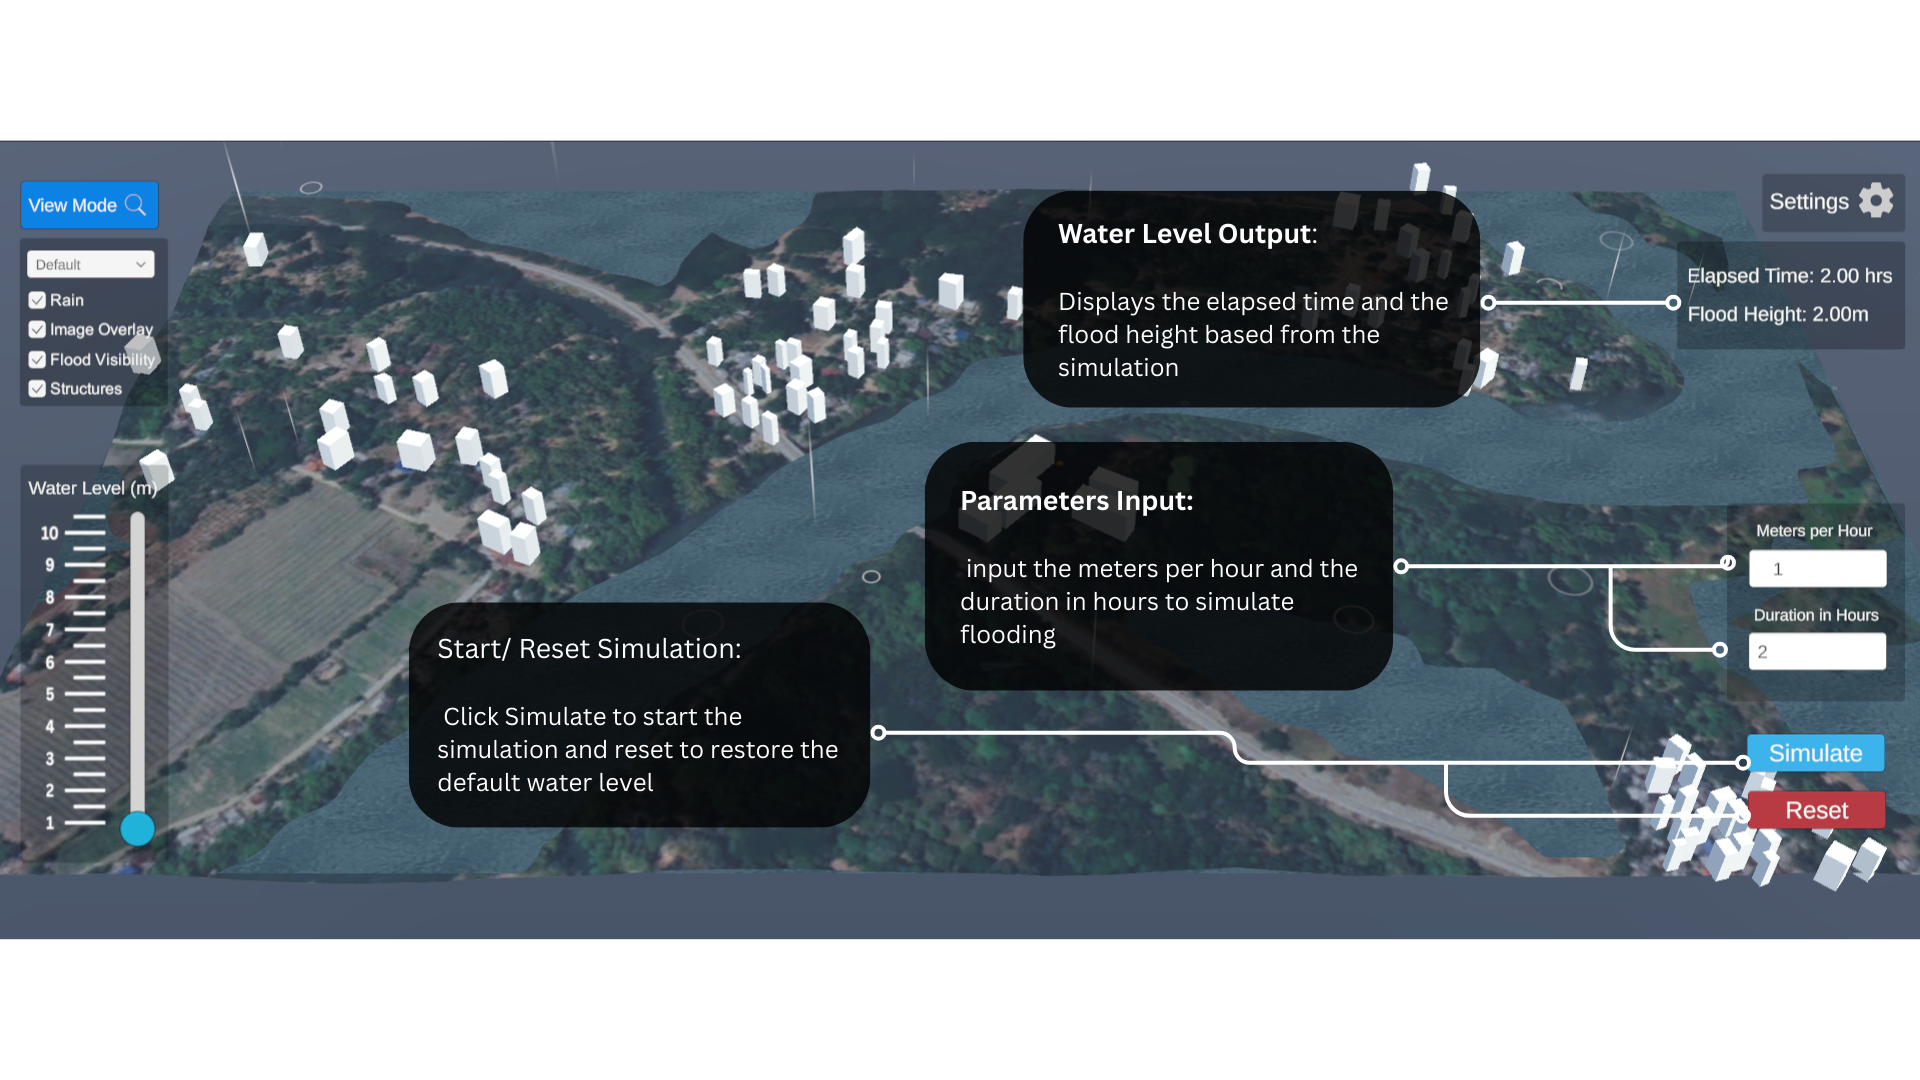 View Mode
Default
Rain
Image Overlay
Flood Visibility
Structures
Water Level (m)
10
9
8
7
6
5
4
3
2
1
Water Level Output:
Displays the elapsed time and the
flood height based from the
simulation
Settings
Elapsed Time: 2.00 hrs
Flood Height: 2.00m
Parameters Input:
input the meters per hour and the
duration in hours to simulate
flooding
Meters per Hour
1
Duration in Hours
2
Start/ Reset Simulation:
Click Simulate to start the
simulation and reset to restore the
default water level
Simulate
Reset